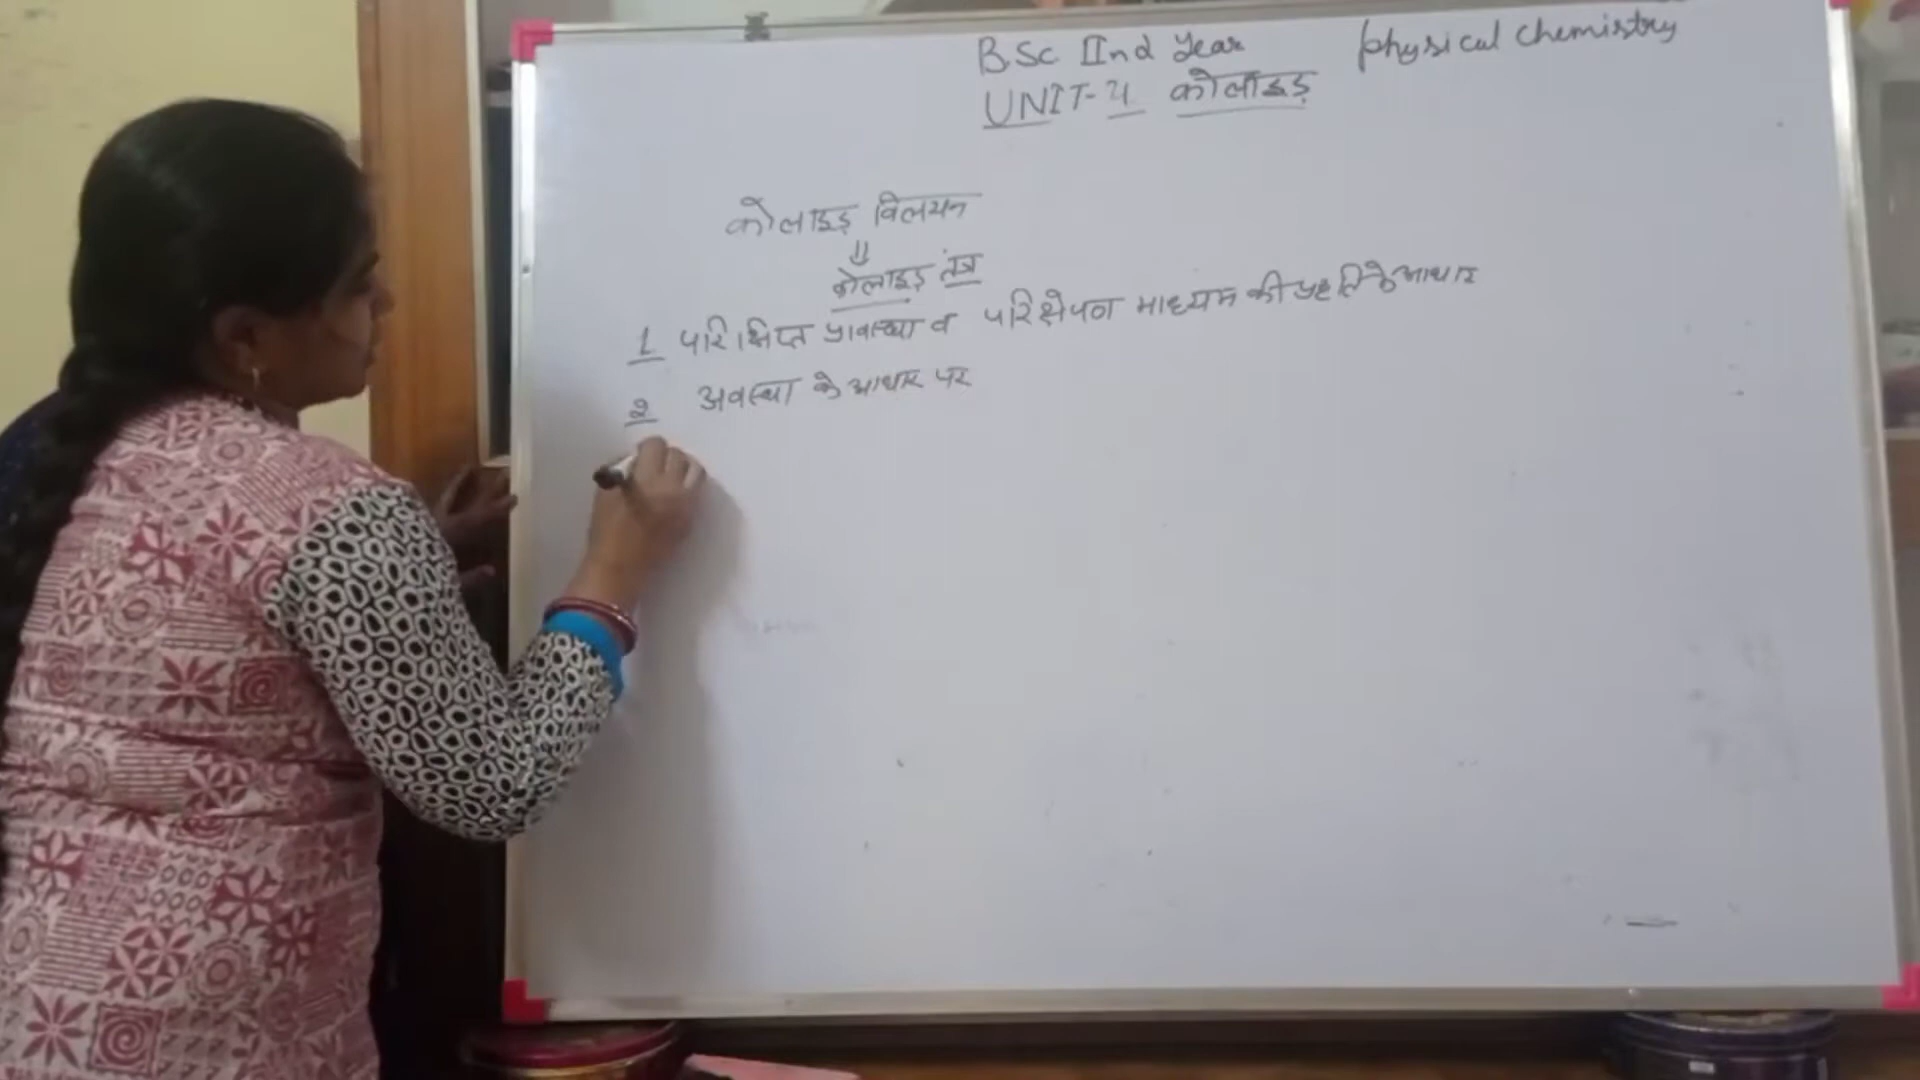 B.Sc IInd Year physical chemistry
UNIT-4 कोलाइड
कोलाइड विलयन
कोलाइड तंत्र
1 परिक्षिप्त प्रावस्था व परिक्षेपण माध्यम की प्रकृति के आधार
2 अवस्था के आधार पर